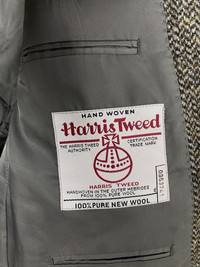 HAND WOVEN
Harris Tweed
THE HARRIS TWEED AUTHORITY
CERTIFICATION TRADE MARK
HARRIS TWEED
HANDWOVEN IN THE OUTER HEBRIDES
FROM 100% PURE NEW WOOL
100% PURE NEW WOOL